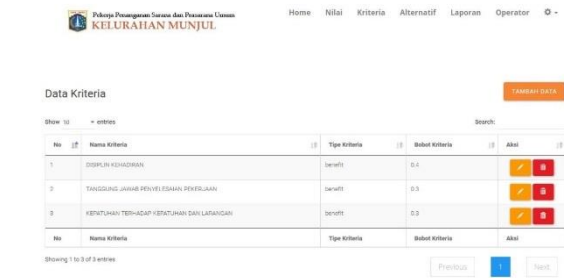 Pekerja Penanganan Sarana dan Prasarana Umum
KELURAHAN MUNJUL
Home Nilai Kriteria Alternatif Laporan Operator
Data Kriteria
TAMBAH DATA
Show 10 entries
Search:
No Nama Kriteria Tipe Kriteria Bobot Kriteria Aksi
1 DISIPLIN KEHADIRAN benefit 0.4
2 TANGGUNG JAWAB PENYELESAIAN PEKERJAAN benefit 0.3
3 KEPATUHAN TERHADAP KEPATUHAN DAN LARANGAN benefit 0.3
No Nama Kriteria Tipe Kriteria Bobot Kriteria Aksi
Showing 1 to 3 of 3 entries
Previous 1 Next